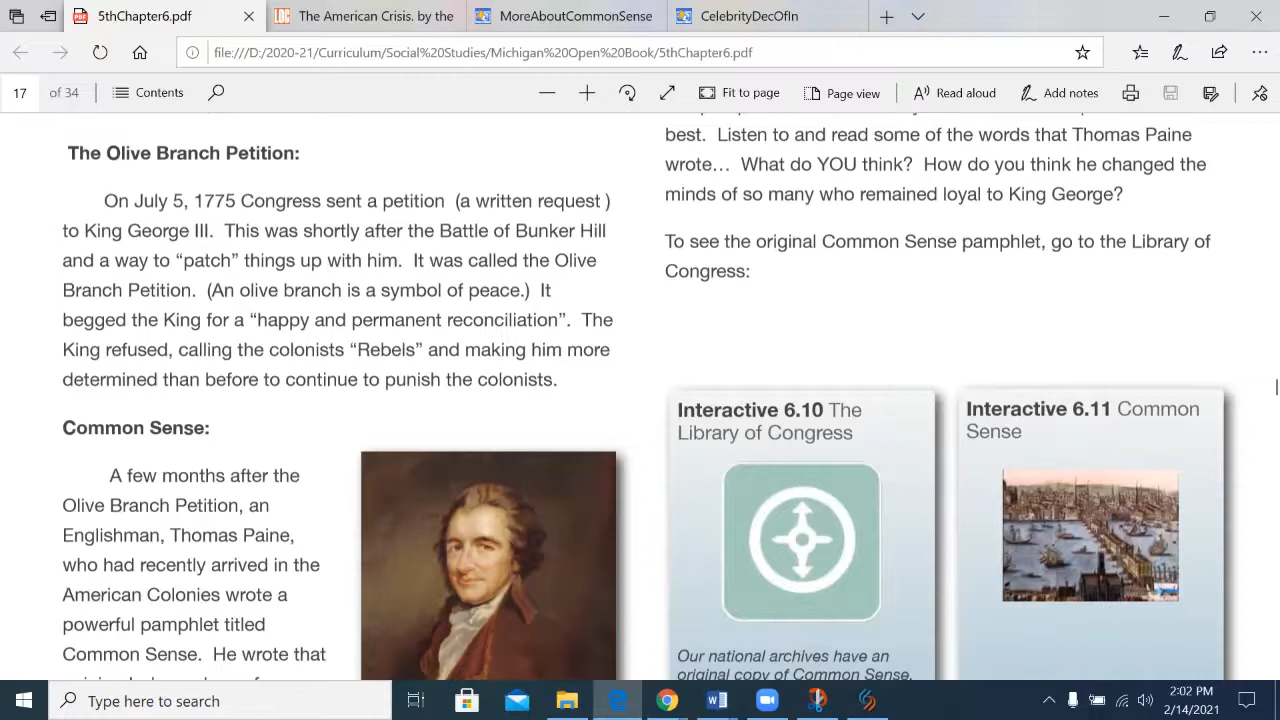 5thChapter6.pdf
The American Crisis, by the
MoreAboutCommonSense
CelebrityDecOfIn
file:///D:/2020-21/Curriculum/Social%20Studies/Michigan%20Open%20Book/5thChapter6.pdf
17 of 34
Contents
Fit to page
Page view
Read aloud
Add notes
The Olive Branch Petition:
On July 5, 1775 Congress sent a petition (a written request )
to King George III. This was shortly after the Battle of Bunker Hill
and a way to “patch” things up with him. It was called the Olive
Branch Petition. (An olive branch is a symbol of peace.) It
begged the King for a “happy and permanent reconciliation”. The
King refused, calling the colonists “Rebels” and making him more
determined than before to continue to punish the colonists.
Common Sense:
A few months after the
Olive Branch Petition, an
Englishman, Thomas Paine,
who had recently arrived in the
American Colonies wrote a
powerful pamphlet titled
Common Sense. He wrote that
best. Listen to and read some of the words that Thomas Paine
wrote… What do YOU think? How do you think he changed the
minds of so many who remained loyal to King George?
To see the original Common Sense pamphlet, go to the Library of
Congress:
Interactive 6.10 The
Library of Congress
Our national archives have an
original copy of Common Sense.
Interactive 6.11 Common
Sense
Type here to search
2:02 PM
2/14/2021